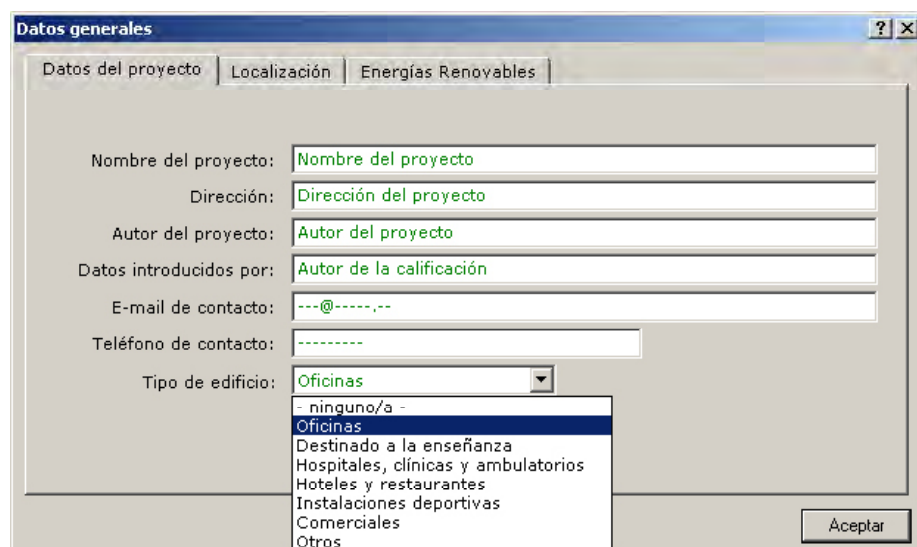 Datos generales
Datos del proyecto Localización Energías Renovables
Nombre del proyecto: Nombre del proyecto
Dirección: Dirección del proyecto
Autor del proyecto: Autor del proyecto
Datos introducidos por: Autor de la calificación
E-mail de contacto: ---@-----.--
Teléfono de contacto: ---------
Tipo de edificio: Oficinas
- ninguno/a -
Oficinas
Destinado a la enseñanza
Hospitales, clínicas y ambulatorios
Hoteles y restaurantes
Instalaciones deportivas
Comerciales
Otros
Aceptar